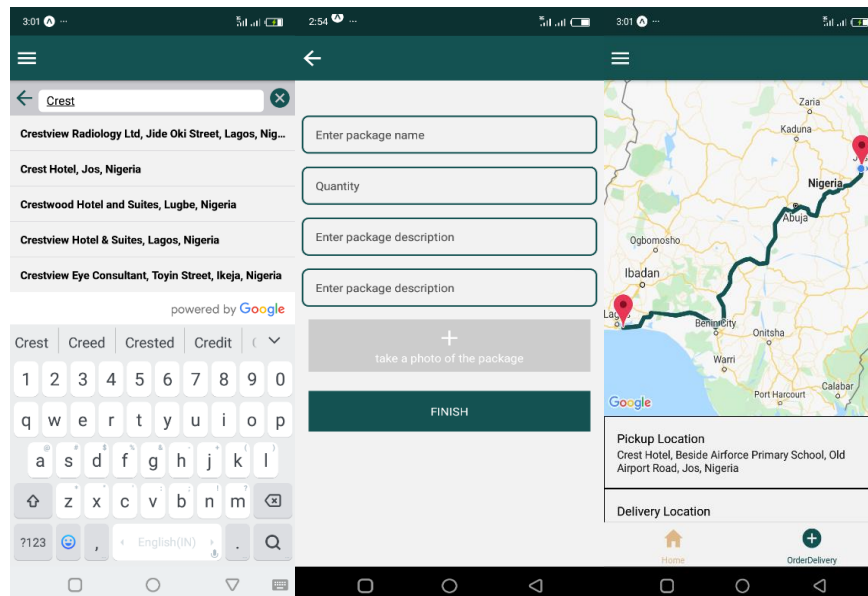 3:01
Crest
Crestview Radiology Ltd, Jide Oki Street, Lagos, Nig...
Crest Hotel, Jos, Nigeria
Crestwood Hotel and Suites, Lugbe, Nigeria
Crestview Hotel & Suites, Lagos, Nigeria
Crestview Eye Consultant, Toyin Street, Ikeja, Nigeria
powered by Google
Crest Creed Crested Credit
1 2 3 4 5 6 7 8 9 0
q w e r t y u i o p
a s d f g h j k l
z x c v b n m
?123 , English(IN) .
2:54
Enter package name
Quantity
Enter package description
Enter package description
+
take a photo of the package
FINISH
3:01
Zaria
Kaduna
Nigeria
Abuja
Ogbomosho
Ibadan
Lag
Benin City
Onitsha
Warri
Calabar
Port Harcourt
Google
Pickup Location
Crest Hotel, Beside Airforce Primary School, Old
Airport Road, Jos, Nigeria
Delivery Location
Home
OrderDelivery